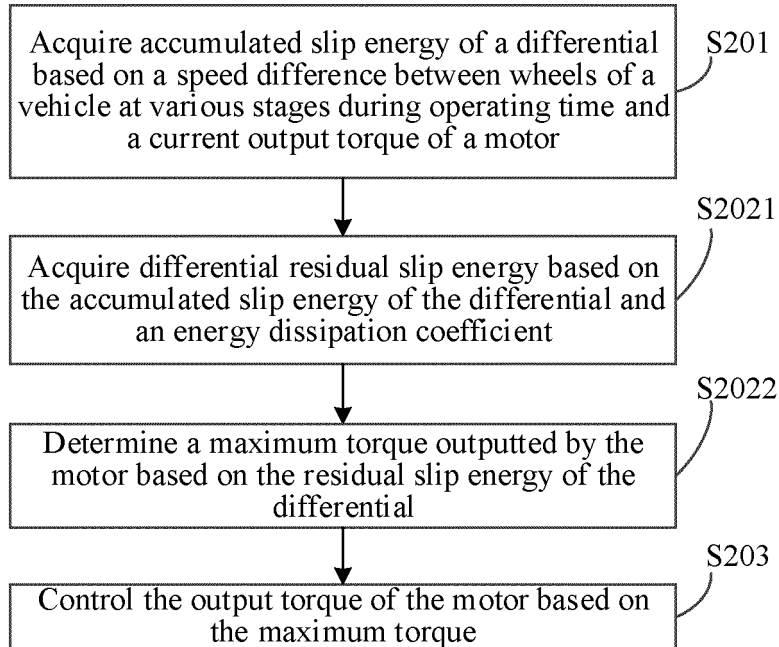 Acquire accumulated slip energy of a differential
based on a speed difference between wheels of a
vehicle at various stages during operating time and
a current output torque of a motor
S201
Acquire differential residual slip energy based on
the accumulated slip energy of the differential and
an energy dissipation coefficient
S2021
Determine a maximum torque outputted by the
motor based on the residual slip energy of the
differential
S2022
Control the output torque of the motor based on
the maximum torque
S203